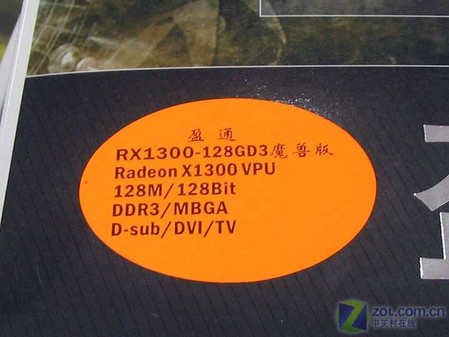 盈通
RX1300-128GD3魔兽版
Radeon X1300 VPU
128M/128Bit
DDR3/MBGA
D-sub/DVI/TV
ZOL.COM.CN
中关村在线